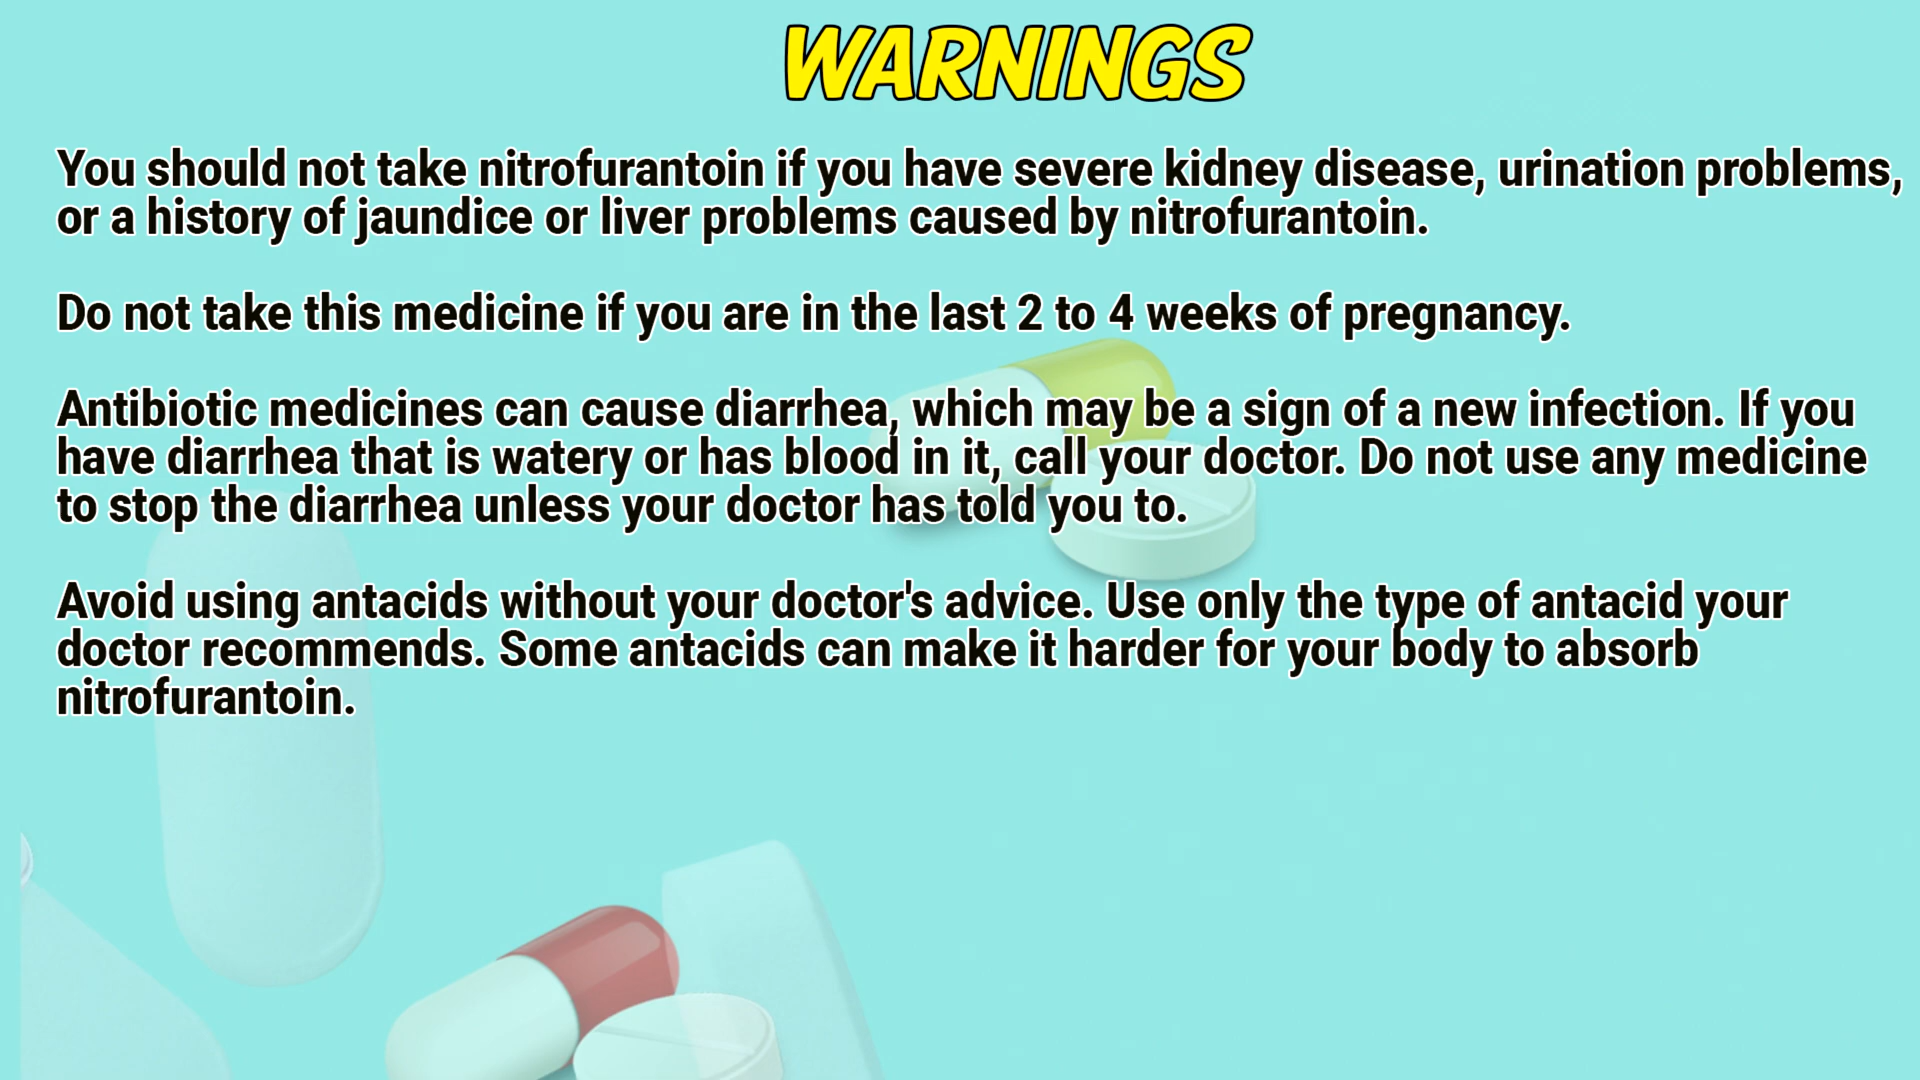 WARNINGS
You should not take nitrofurantoin if you have severe kidney disease, urination problems,
or a history of jaundice or liver problems caused by nitrofurantoin.
Do not take this medicine if you are in the last 2 to 4 weeks of pregnancy.
Antibiotic medicines can cause diarrhea, which may be a sign of a new infection. If you
have diarrhea that is watery or has blood in it, call your doctor. Do not use any medicine
to stop the diarrhea unless your doctor has told you to.
Avoid using antacids without your doctor's advice. Use only the type of antacid your
doctor recommends. Some antacids can make it harder for your body to absorb
nitrofurantoin.